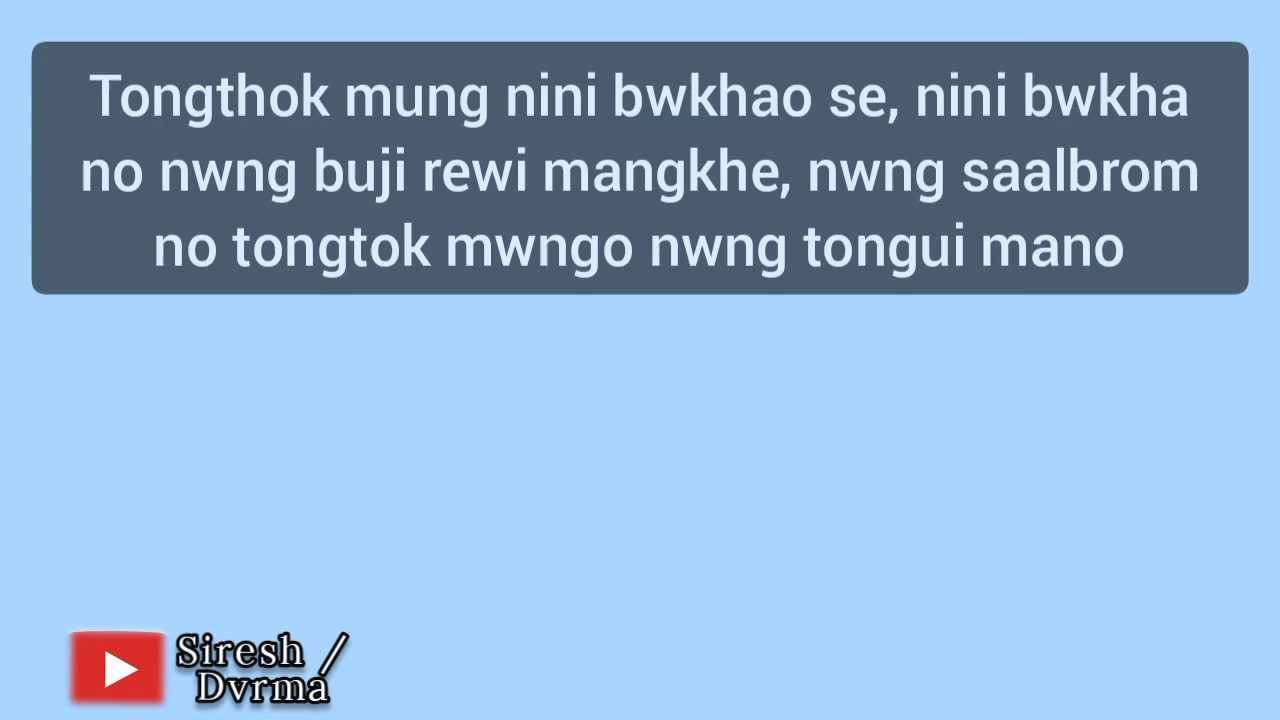 Tongthok mung nini bwkhao se, nini bwkha
no nwng buji rewi mangkhe, nwng saalbrom
no tongtok mwngo nwng tongui mano
Siresh /
Dvrma